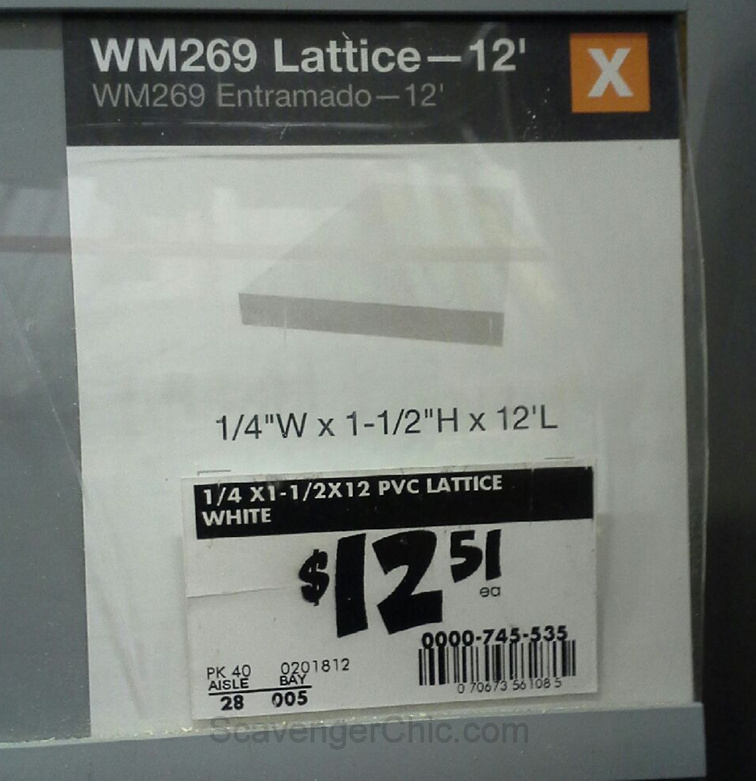 WM269 Lattice—12'
WM269 Entramado—12'
X
1/4"W x 1-1/2"H x 12'L
1/4 X1-1/2X12 PVC LATTICE
WHITE
$12 51
ea
0000-745-535
PK 40 0201812
AISLE BAY
28 005
0 70673 56108 5
ScavengerChic.com